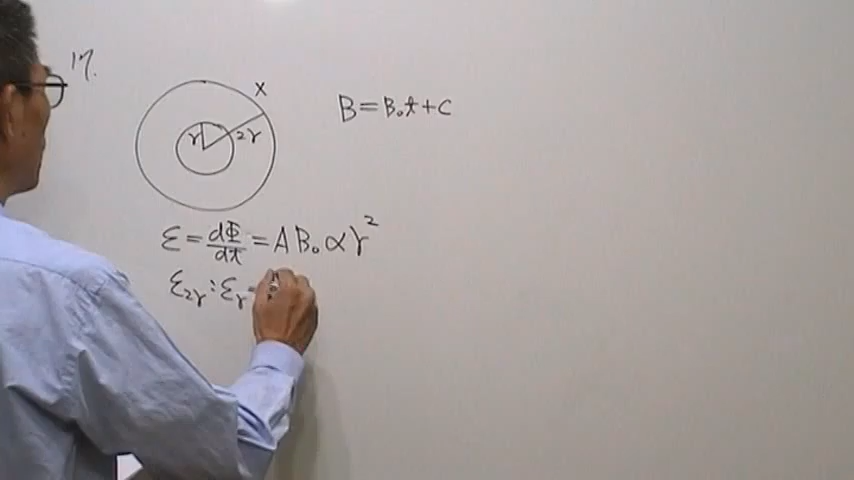 17.
x
r 2r
B=B₀t+c
ε=dΦ/dt=AB₀αr²
ε₂ᵣ:εᵣ=